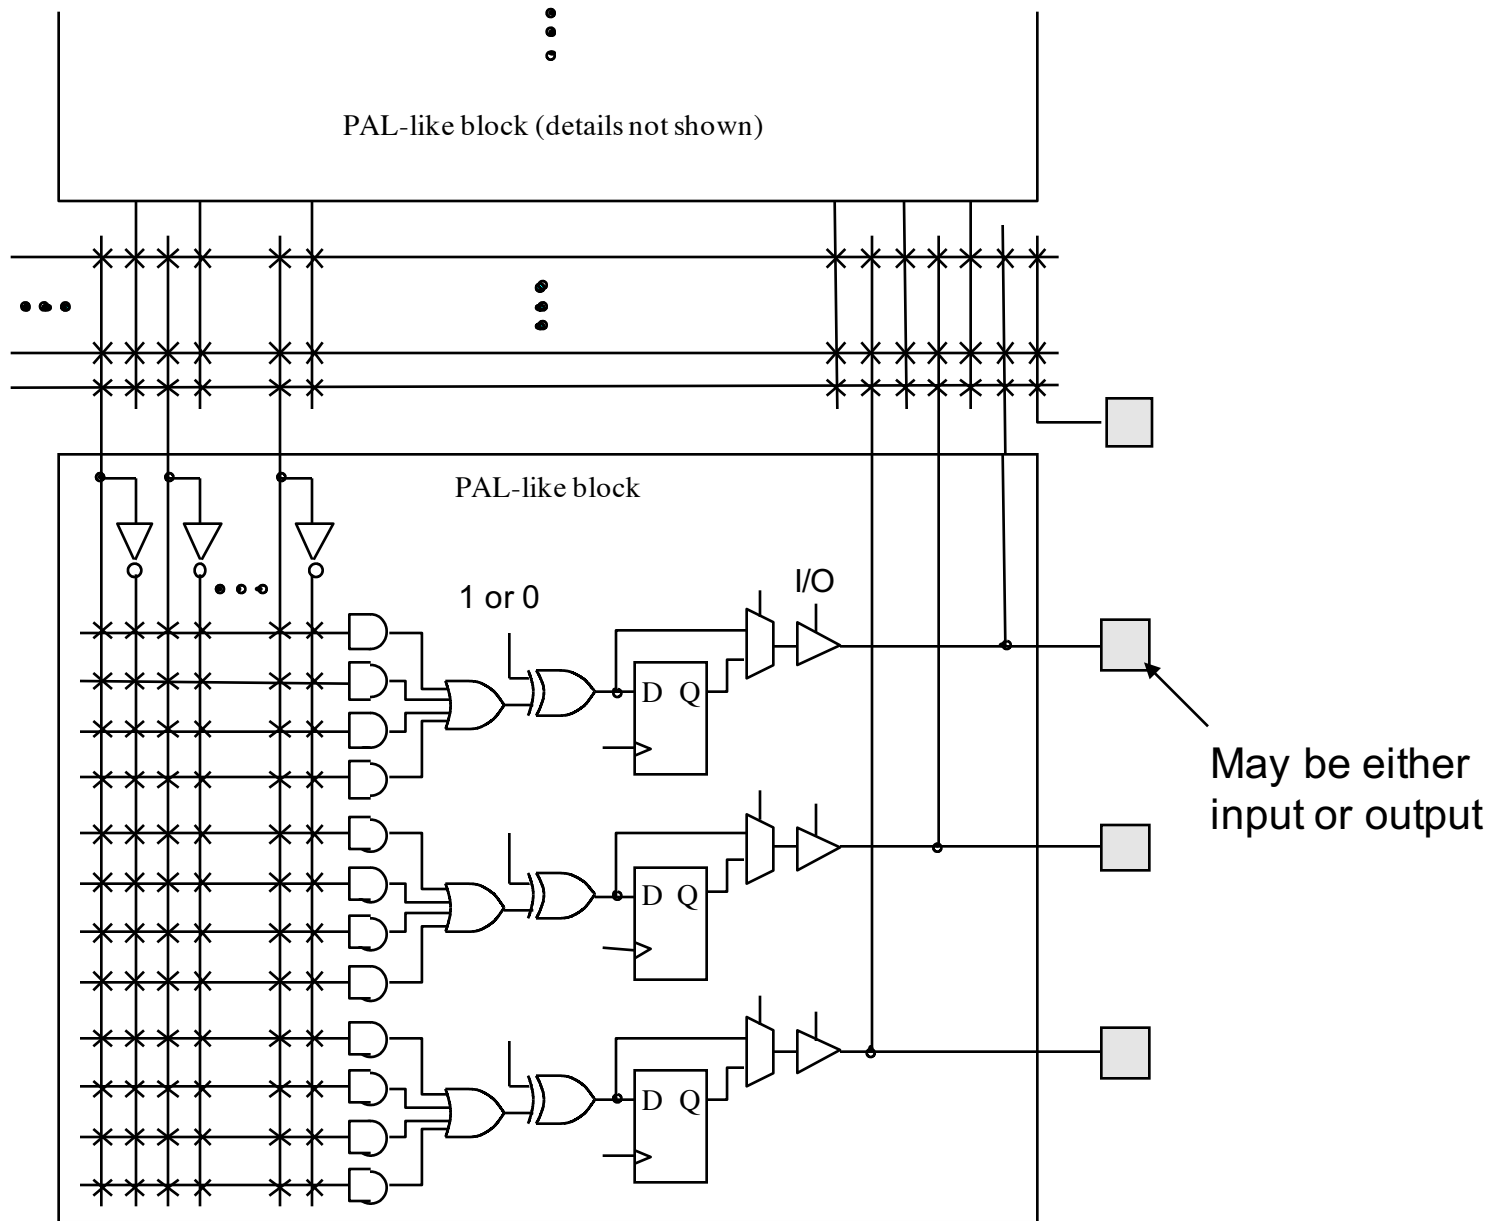 PAL-like block (details not shown)
PAL-like block
1 or 0
I/O
D Q
May be either
input or output
D Q
D Q